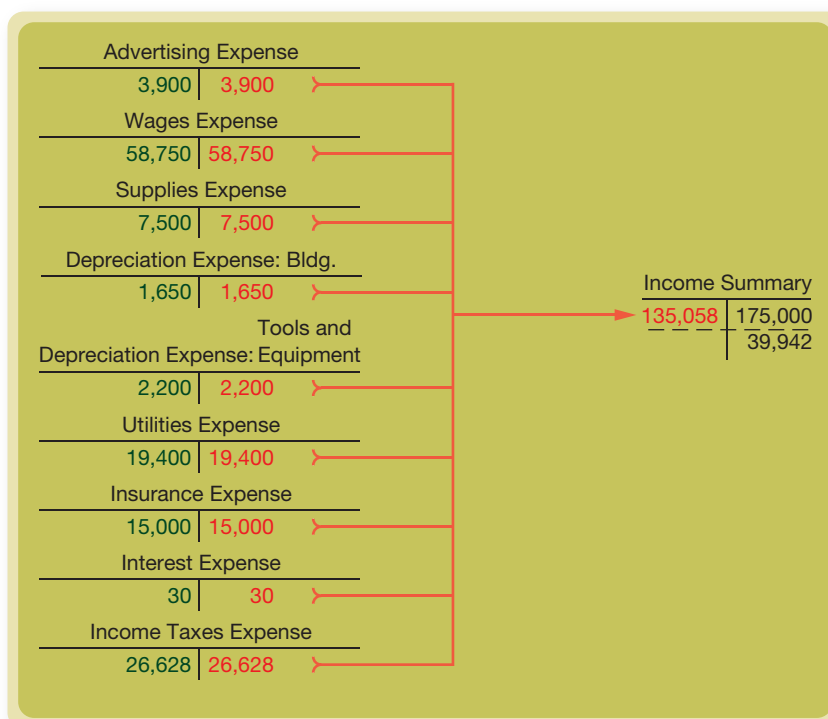 Advertising Expense
3,900 3,900
Wages Expense
58,750 58,750
Supplies Expense
7,500 7,500
Depreciation Expense: Bldg.
1,650 1,650
Tools and
Depreciation Expense: Equipment
2,200 2,200
Utilities Expense
19,400 19,400
Insurance Expense
15,000 15,000
Interest Expense
30 30
Income Taxes Expense
26,628 26,628
Income Summary
135,058 175,000
39,942